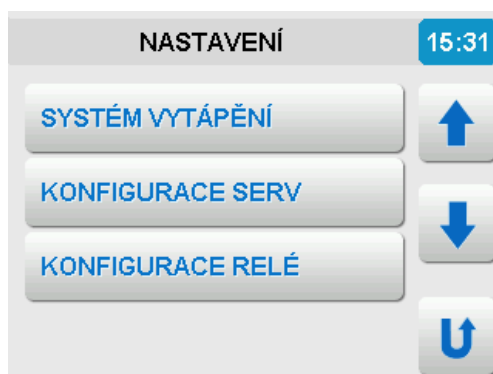 NASTAVENÍ
15:31
SYSTÉM VYTÁPĚNÍ
KONFIGURACE SERV
KONFIGURACE RELÉ